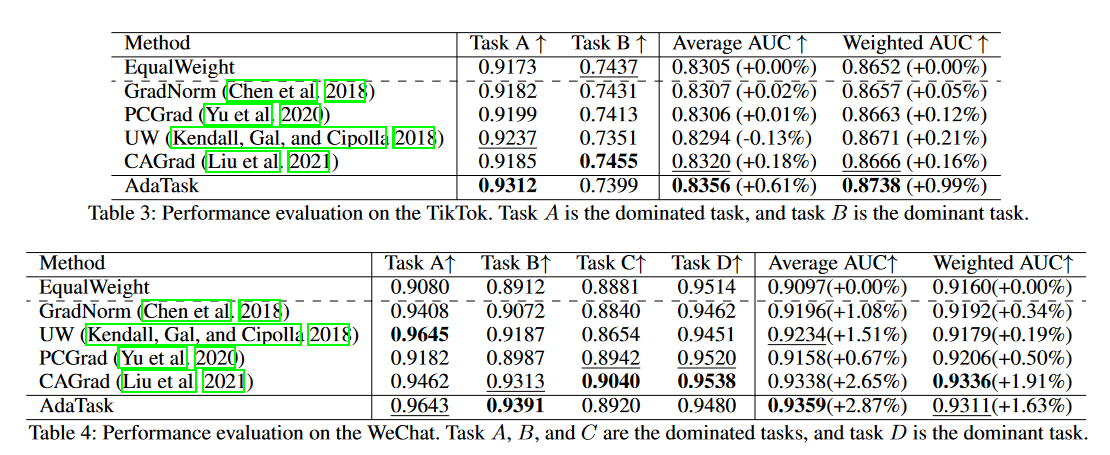 Method Task A ↑ Task B ↑ Average AUC ↑ Weighted AUC ↑
EqualWeight 0.9173 0.7437 0.8305 (+0.00%) 0.8652 (+0.00%)
GradNorm (Chen et al. 2018) 0.9182 0.7431 0.8307 (+0.02%) 0.8657 (+0.05%)
PCGrad (Yu et al. 2020) 0.9199 0.7413 0.8306 (+0.01%) 0.8663 (+0.12%)
UW (Kendall, Gal, and Cipolla 2018) 0.9237 0.7351 0.8294 (-0.13%) 0.8671 (+0.21%)
CAGrad (Liu et al. 2021) 0.9185 0.7455 0.8320 (+0.18%) 0.8666 (+0.16%)
AdaTask 0.9312 0.7399 0.8356 (+0.61%) 0.8738 (+0.99%)
Table 3: Performance evaluation on the TikTok. Task A is the dominated task, and task B is the dominant task.
Method Task A↑ Task B↑ Task C↑ Task D↑ Average AUC↑ Weighted AUC↑
EqualWeight 0.9080 0.8912 0.8881 0.9514 0.9097(+0.00%) 0.9160(+0.00%)
GradNorm (Chen et al. 2018) 0.9408 0.9072 0.8840 0.9462 0.9196(+1.08%) 0.9192(+0.34%)
UW (Kendall, Gal, and Cipolla 2018) 0.9645 0.9187 0.8654 0.9451 0.9234(+1.51%) 0.9179(+0.19%)
PCGrad (Yu et al. 2020) 0.9182 0.8987 0.8942 0.9520 0.9158(+0.67%) 0.9206(+0.50%)
CAGrad (Liu et al. 2021) 0.9462 0.9313 0.9040 0.9538 0.9338(+2.65%) 0.9336(+1.91%)
AdaTask 0.9643 0.9391 0.8920 0.9480 0.9359(+2.87%) 0.9311(+1.63%)
Table 4: Performance evaluation on the WeChat. Task A, B, and C are the dominated tasks, and task D is the dominant task.